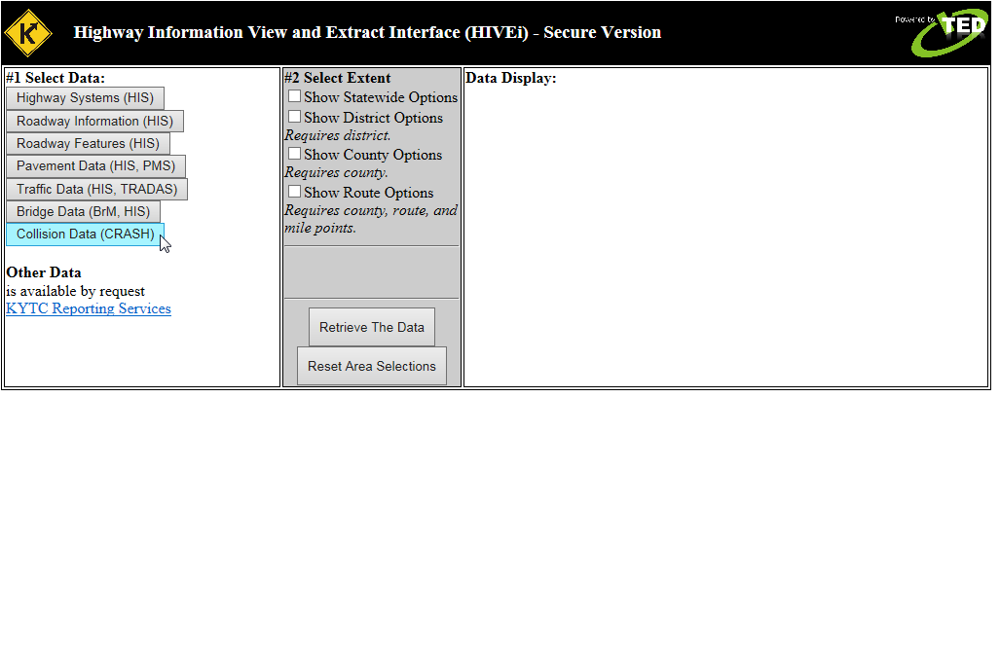 K
Highway Information View and Extract Interface (HIVEi) - Secure Version
Powered by TED
#1 Select Data:
Highway Systems (HIS)
Roadway Information (HIS)
Roadway Features (HIS)
Pavement Data (HIS, PMS)
Traffic Data (HIS, TRADAS)
Bridge Data (BrM, HIS)
Collision Data (CRASH)
Other Data
is available by request
KYTC Reporting Services
#2 Select Extent
Show Statewide Options
Show District Options
Requires district.
Show County Options
Requires county.
Show Route Options
Requires county, route, and
mile points.
Retrieve The Data
Reset Area Selections
Data Display: